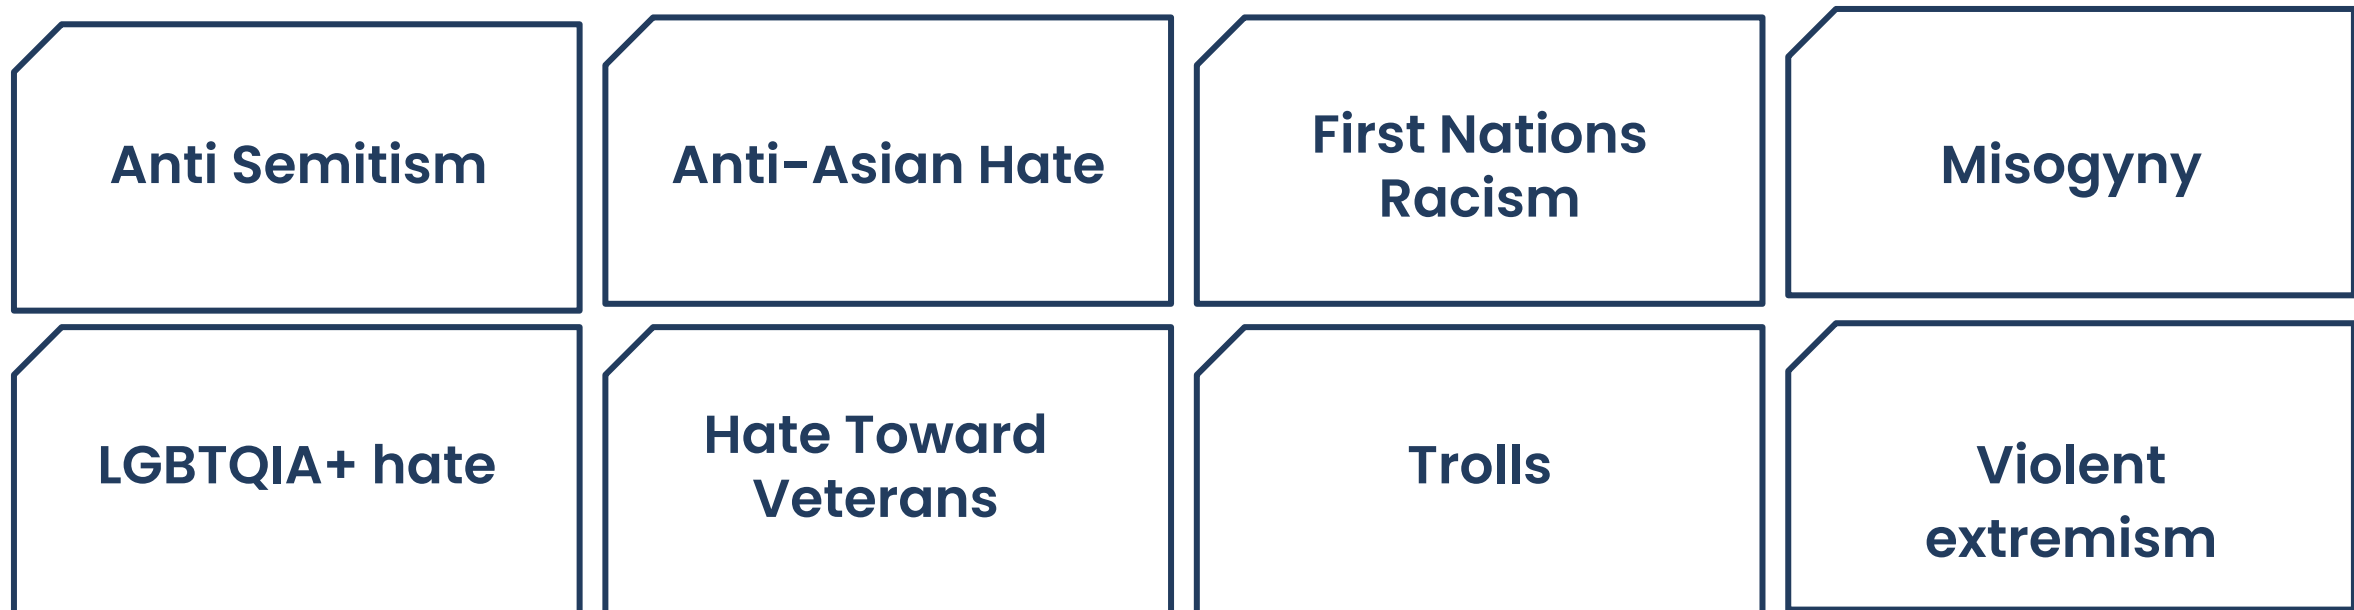 Anti Semitism
Anti-Asian Hate
First Nations
Racism
Misogyny
LGBTQIA+ hate
Hate Toward
Veterans
Trolls
Violent
extremism